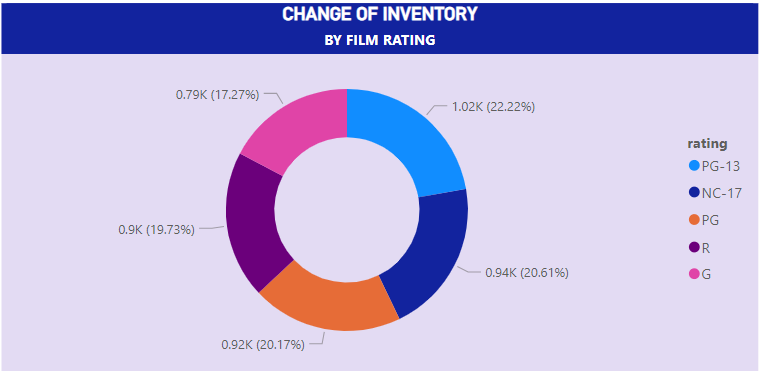 CHANGE OF INVENTORY
BY FILM RATING
0.79K (17.27%)
1.02K (22.22%)
0.9K (19.73%)
0.94K (20.61%)
0.92K (20.17%)
rating
PG-13
NC-17
PG
R
G